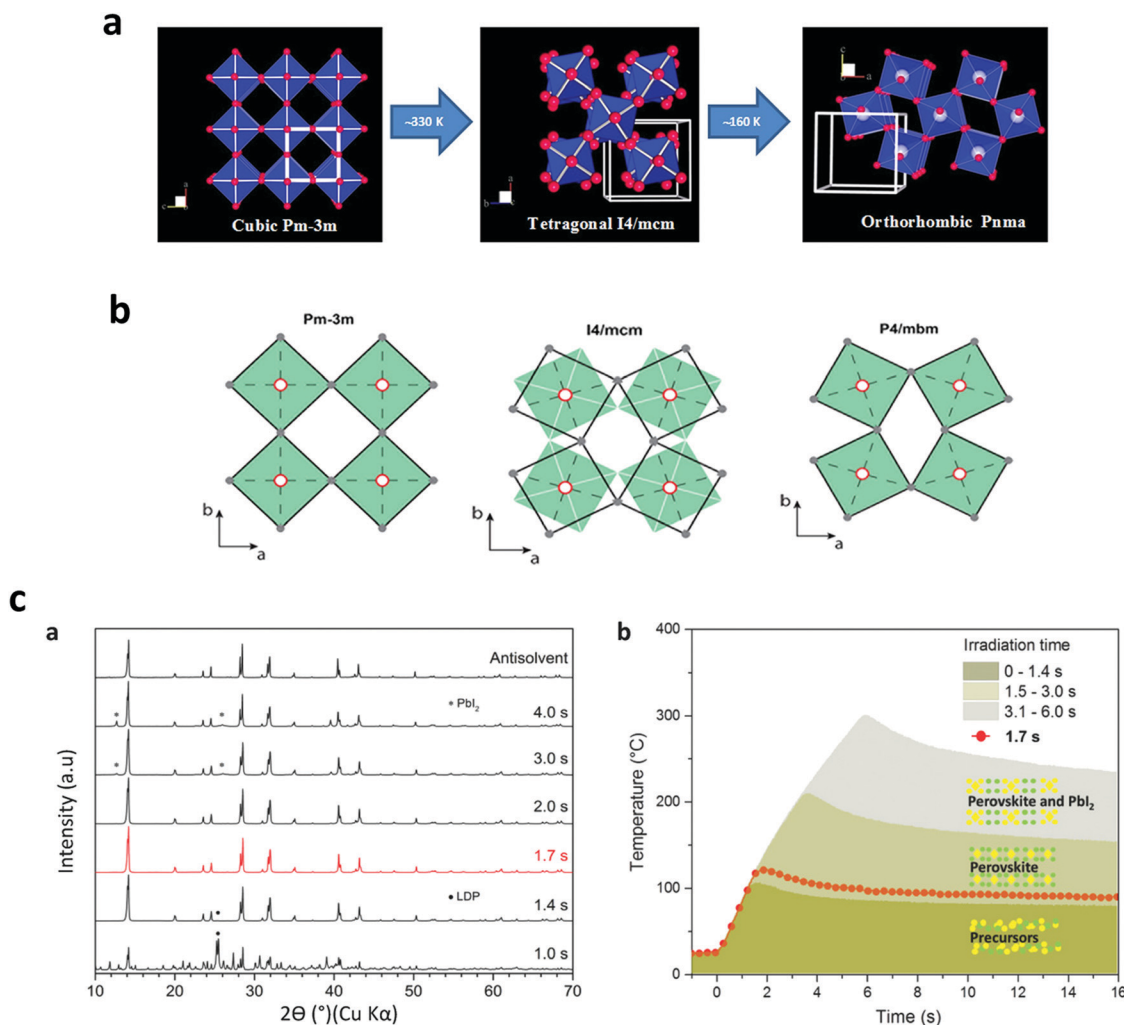 a
~330 K
~160 K
c
b
a
a
b
c
c
b
a
Cubic Pm-3m
Tetragonal I4/mcm
Orthorhombic Pnma
b
Pm-3m
I4/mcm
P4/mbm
b
a
b
a
b
a
c
a
Intensity (a.u)
Antisolvent
* PbI₂
4.0 s
* *
3.0 s
* *
2.0 s
1.7 s
• LDP
1.4 s
•
1.0 s
10 20 30 40 50 60 70
2Θ (°)(Cu Kα)
b
Temperature (°C)
400
300
200
100
0
Irradiation time
0 - 1.4 s
1.5 - 3.0 s
3.1 - 6.0 s
1.7 s
Perovskite and PbI₂
Perovskite
Precursors
0 2 4 6 8 10 12 14 16
Time (s)